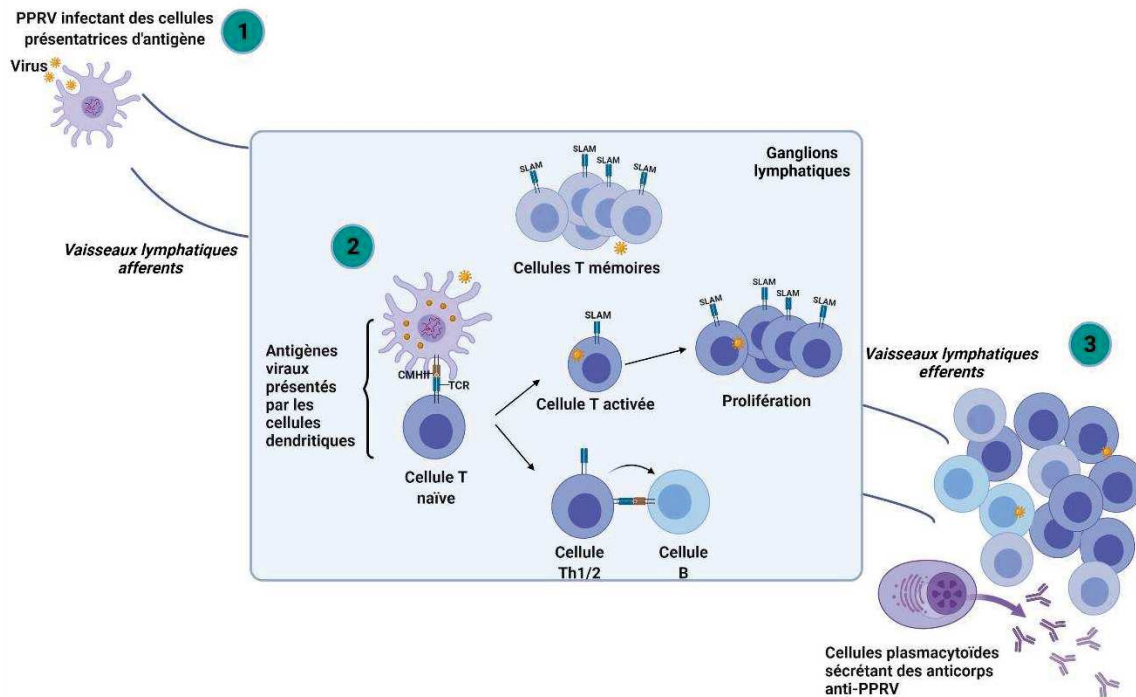 PPRV infectant des cellules
présentatrices d'antigène
1
Virus
Vaisseaux lymphatiques
afferents
Ganglions
lymphatiques
SLAM
SLAM
SLAM
SLAM
Cellules T mémoires
2
Antigènes
viraux
présentés
par les
cellules
dendritiques
CMHII
TCR
Cellule T
naïve
SLAM
Cellule T activée
SLAM
SLAM
SLAM
SLAM
Prolifération
Cellule
Th1/2
Cellule
B
3
Vaisseaux lymphatiques
efferents
Cellules plasmacytoïdes
sécrétant des anticorps
anti-PPRV